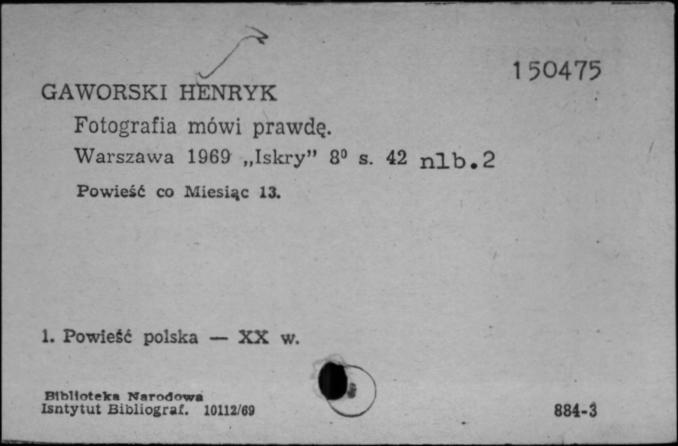 150475
GAWORSKI HENRYK
Fotografia mówi prawdę.
Warszawa 1969 „Iskry” 8⁰ s. 42 nlb.2
Powieść co Miesiąc 13.
1. Powieść polska — XX w.
Biblioteka Narodowa
Isntytut Bibliograf. 10112/69
884-3